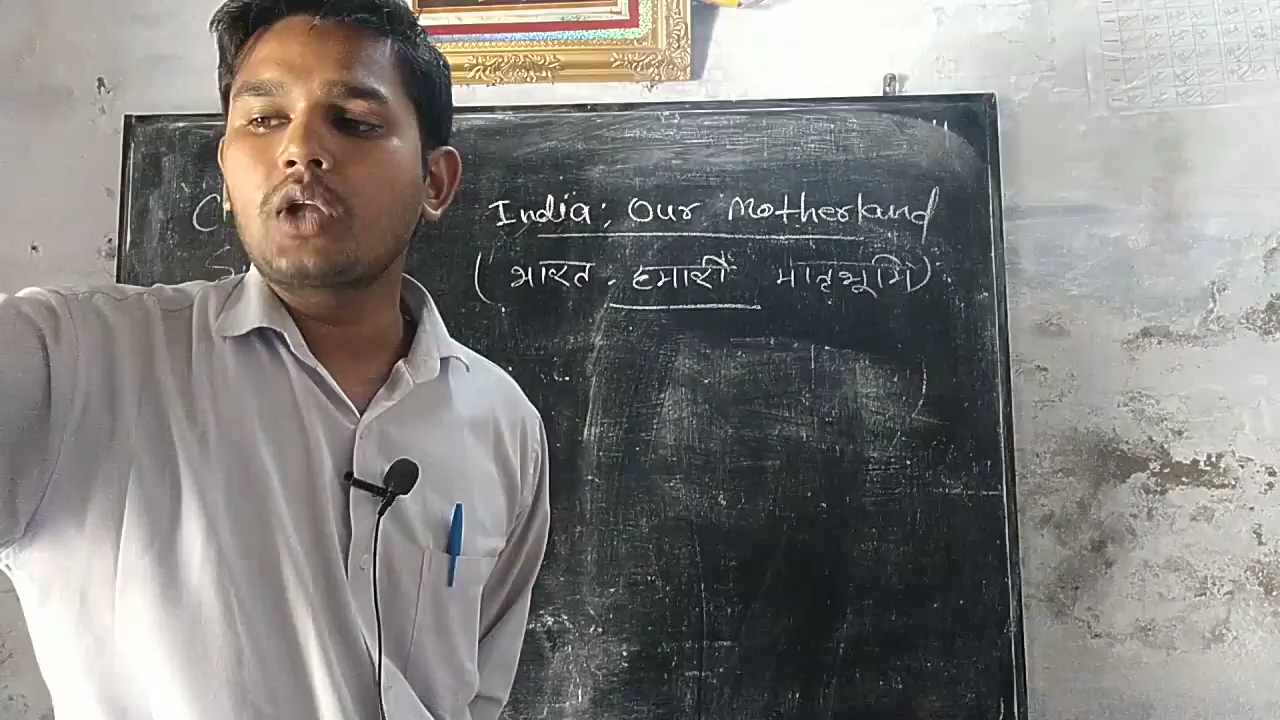 India: Our Motherland
(भारत - हमारी मातृभूमि)